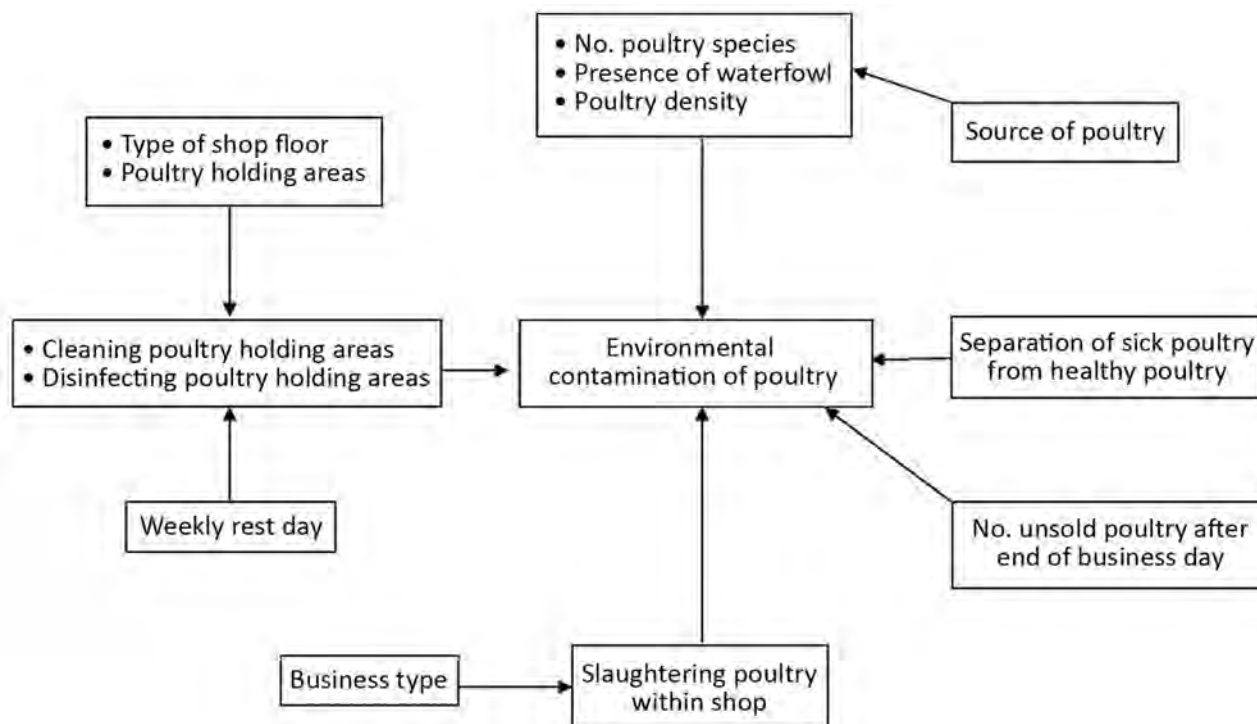 • No. poultry species
• Presence of waterfowl
• Poultry density
Source of poultry
• Type of shop floor
• Poultry holding areas
• Cleaning poultry holding areas
• Disinfecting poultry holding areas
Environmental
contamination of poultry
Separation of sick poultry
from healthy poultry
Weekly rest day
No. unsold poultry after
end of business day
Business type
Slaughtering poultry
within shop